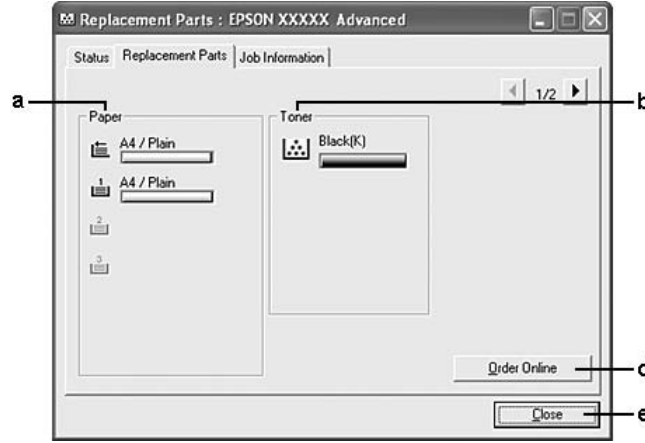 Replacement Parts : EPSON XXXXX Advanced
Status Replacement Parts Job Information
1/2
a
b
Paper
Toner
A4 / Plain
Black(K)
1
A4 / Plain
2
3
Order Online
Close
e